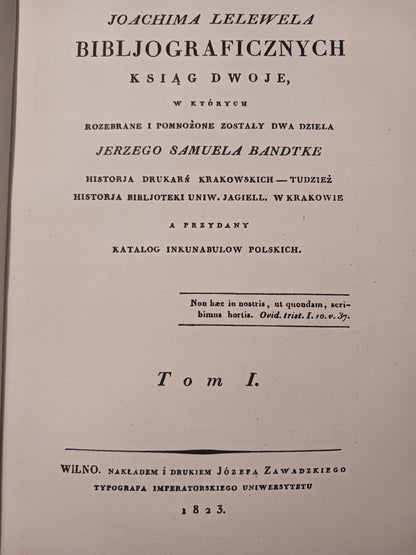 JOACHIMA LELEWELA
BIBLJOGRAFICZNYCH
KSIĄG DWOJE,
W KTÓRYCH
ROZEBRANE I POMNOŻONE ZOSTAŁY DWA DZIEŁA
JERZEGO SAMUELA BANDTKE
HISTORJA DRUKARŃ KRAKOWSKICH — TUDZIEŻ
HISTORJA BIBLJOTEKI UNIW. JAGIELL. W KRAKOWIE
A PRZYDANY
KATALOG INKUNABULOW POLSKICH.
Non hæc in nostris, ut quondam, scri-
bimus hortis. Ovid. trist. I. 10. v. 37.
Tom I.
WILNO. NAKŁADEM i DRUKIEM JÓZEFA ZAWADZKIEGO
TYPOGRAFA IMPERATORSKIEGO UNIWERSYTETU
1823.